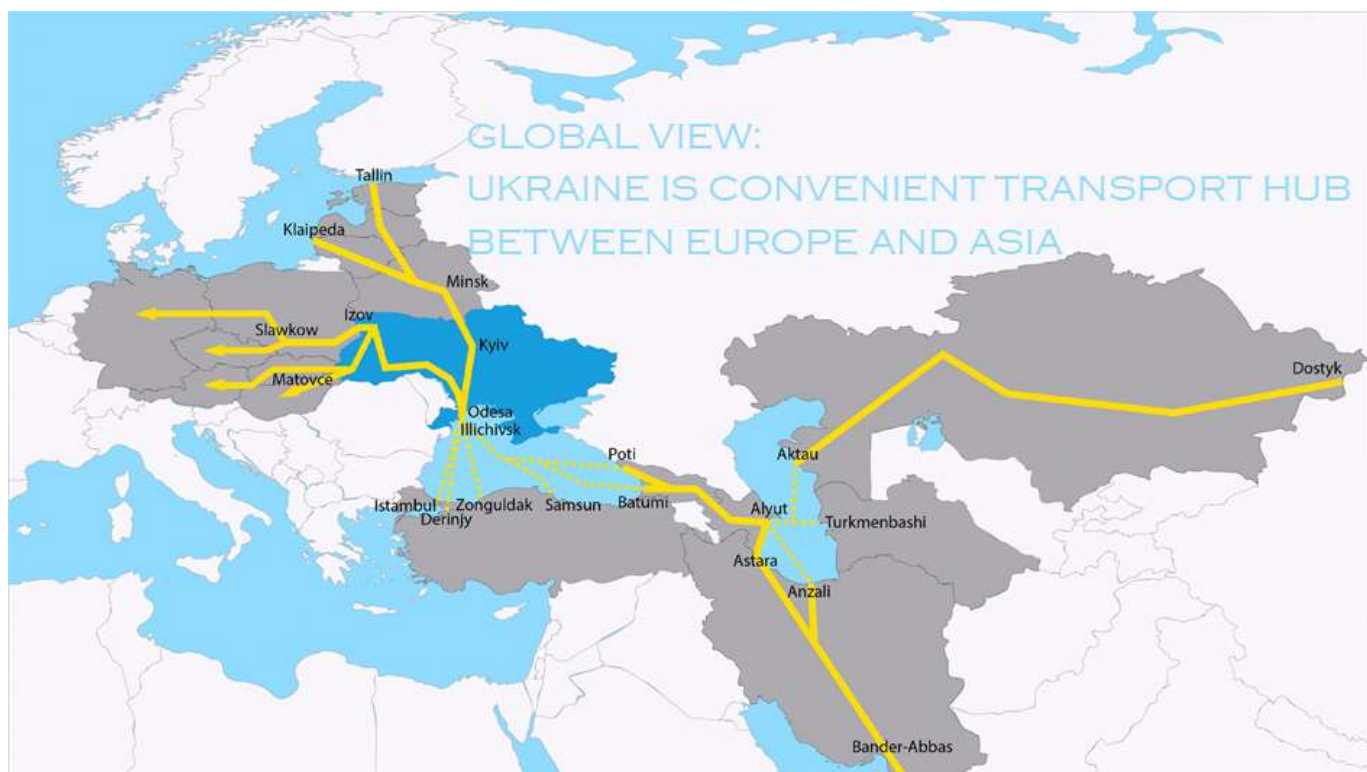 GLOBAL VIEW:
UKRAINE IS CONVENIENT TRANSPORT HUB
BETWEEN EUROPE AND ASIA
Tallin
Klaipeda
Minsk
Izov
Slawkow
Kyiv
Matovce
Dostyk
Odesa
Illichivsk
Poti
Aktau
Istambul
Zonguldak
Samsun
Batumi
Alyut
Derinjy
Turkmenbashi
Astara
Anzali
Bander-Abbas